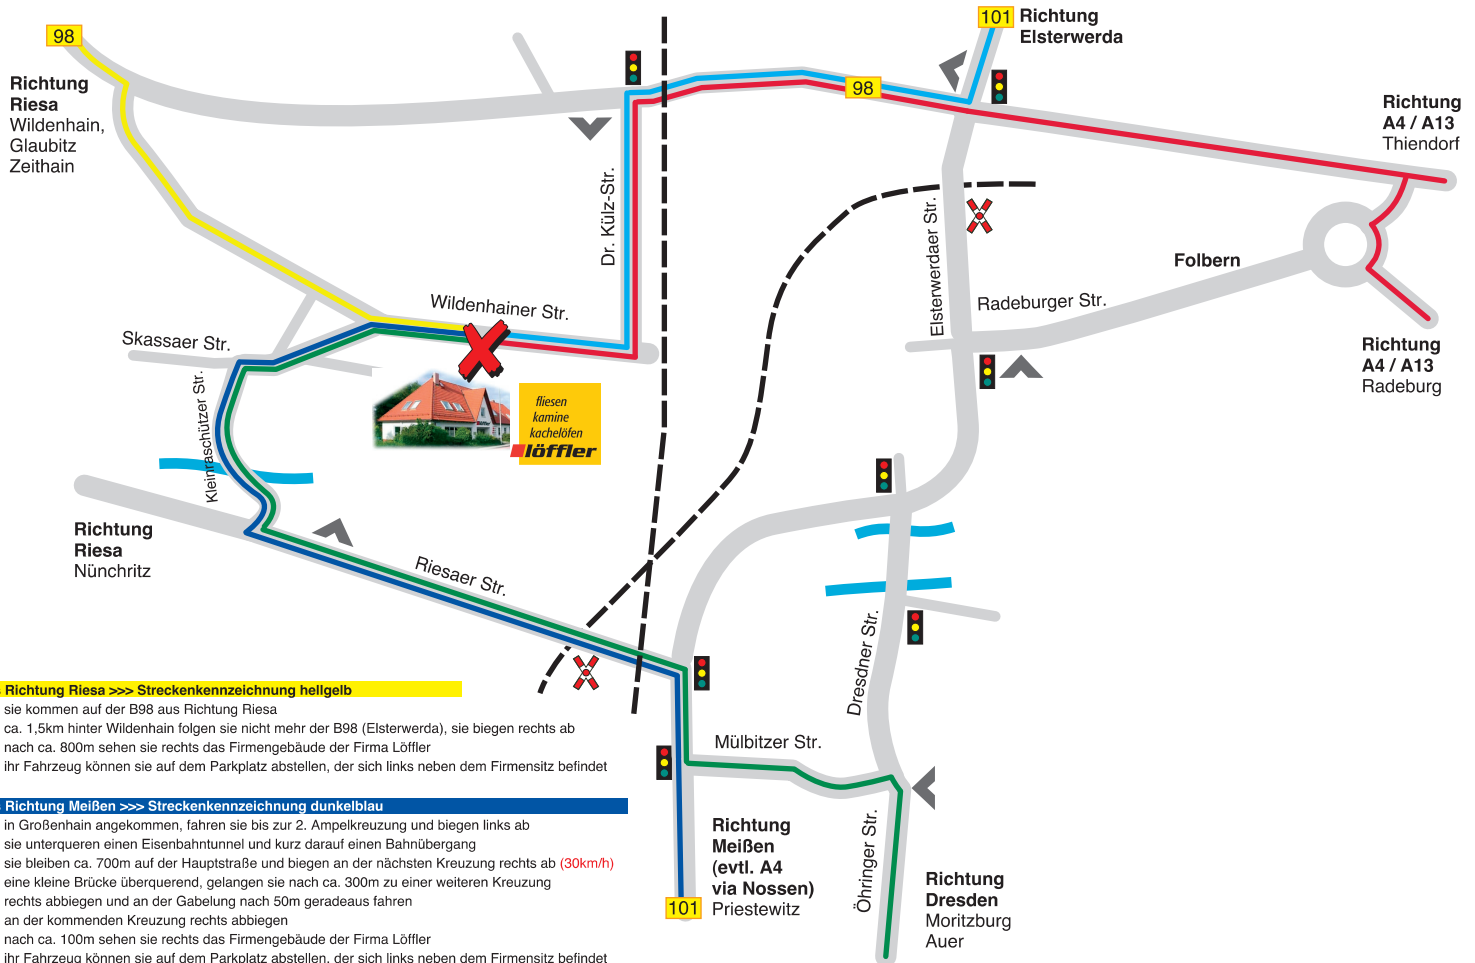 98
101
Richtung
Elsterwerda
Richtung
Riesa
Wildenhain,
Glaubitz
Zeithain
98
Richtung
A4 / A13
Thiendorf
Dr. Külz-Str.
Elsterwerdaer Str.
Folbern
Radeburger Str.
Wildenhainer Str.
Skassaer Str.
Kleinraschützer Str.
Richtung
A4 / A13
Radeburg
fliesen
kamine
kachelöfen
löffler
Richtung
Riesa
Nünchritz
Riesaer Str.
Dresdner Str.
Mülbitzer Str.
Öhringer Str.
Richtung
Meißen
(evtl. A4
via Nossen)
Priestewitz
101
Richtung
Dresden
Moritzburg
Auer
Richtung Riesa >>> Streckenkennzeichnung hellgelb
sie kommen auf der B98 aus Richtung Riesa
ca. 1,5km hinter Wildenhain folgen sie nicht mehr der B98 (Elsterwerda), sie biegen rechts ab
nach ca. 800m sehen sie rechts das Firmengebäude der Firma Löffler
ihr Fahrzeug können sie auf dem Parkplatz abstellen, der sich links neben dem Firmensitz befindet
Richtung Meißen >>> Streckenkennzeichnung dunkelblau
in Großenhain angekommen, fahren sie bis zur 2. Ampelkreuzung und biegen links ab
sie unterqueren einen Eisenbahntunnel und kurz darauf einen Bahnübergang
sie bleiben ca. 700m auf der Hauptstraße und biegen an der nächsten Kreuzung rechts ab (30km/h)
eine kleine Brücke überquerend, gelangen sie nach ca. 300m zu einer weiteren Kreuzung
rechts abbiegen und an der Gabelung nach 50m geradeaus fahren
an der kommenden Kreuzung rechts abbiegen
nach ca. 100m sehen sie rechts das Firmengebäude der Firma Löffler
ihr Fahrzeug können sie auf dem Parkplatz abstellen, der sich links neben dem Firmensitz befindet